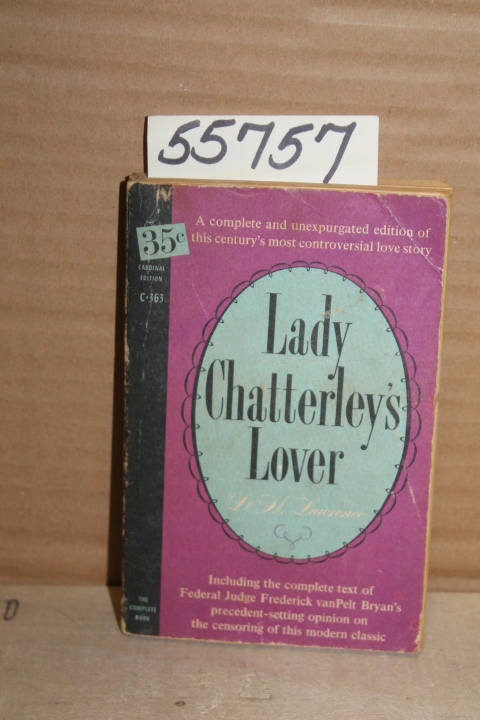 55757
35c
CARDINAL
EDITION
C·363
A complete and unexpurgated edition of
this century's most controversial love story
Lady
Chatterley's
Lover
D. H. Lawrence
Including the complete text of
Federal Judge Frederick vanPelt Bryan's
precedent-setting opinion on
the censoring of this modern classic
THE
COMPLETE
BOOK
D